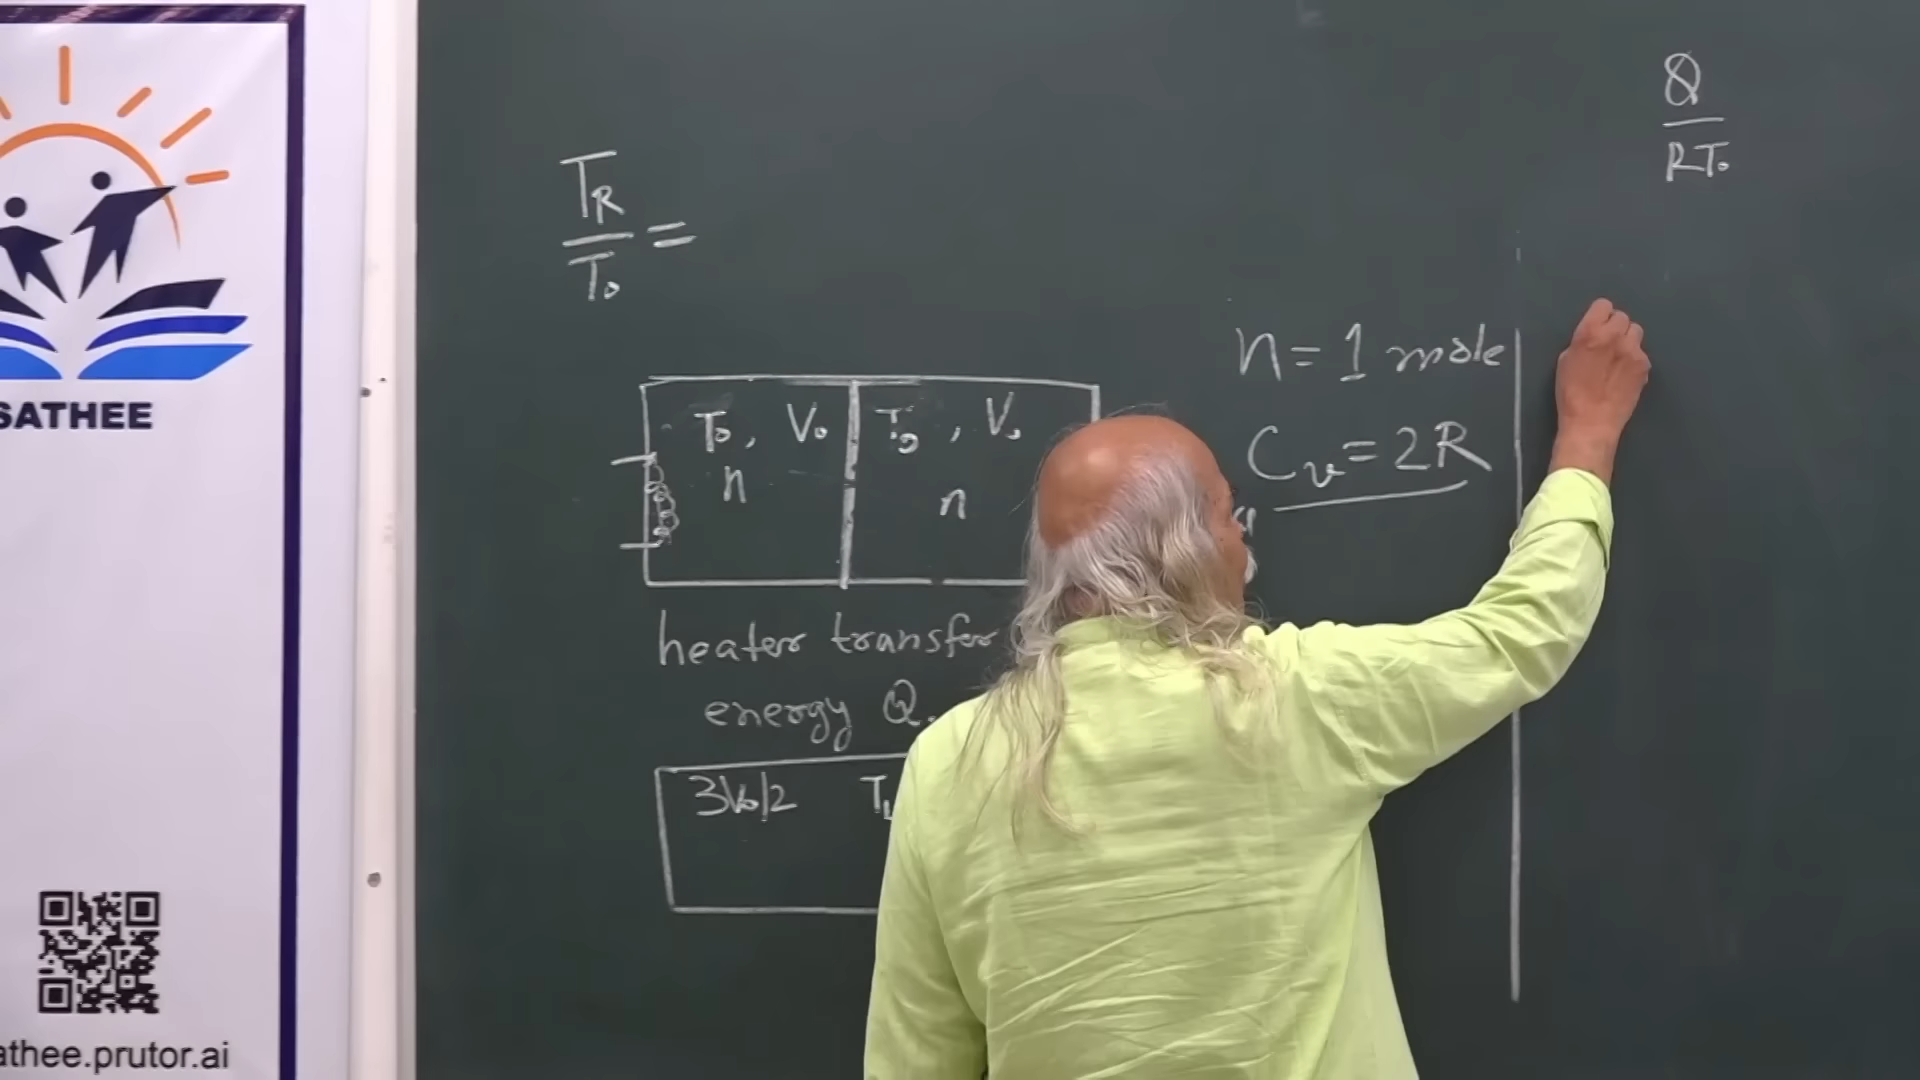 SATHEE
athee.prutor.ai
T_R
T_0 =
T_0, V_0
n
T_0, V_0
n
heater transfer
energy Q.
3V_0/2 T_L
n = 1 mole
C_v = 2R
Q
RT_0